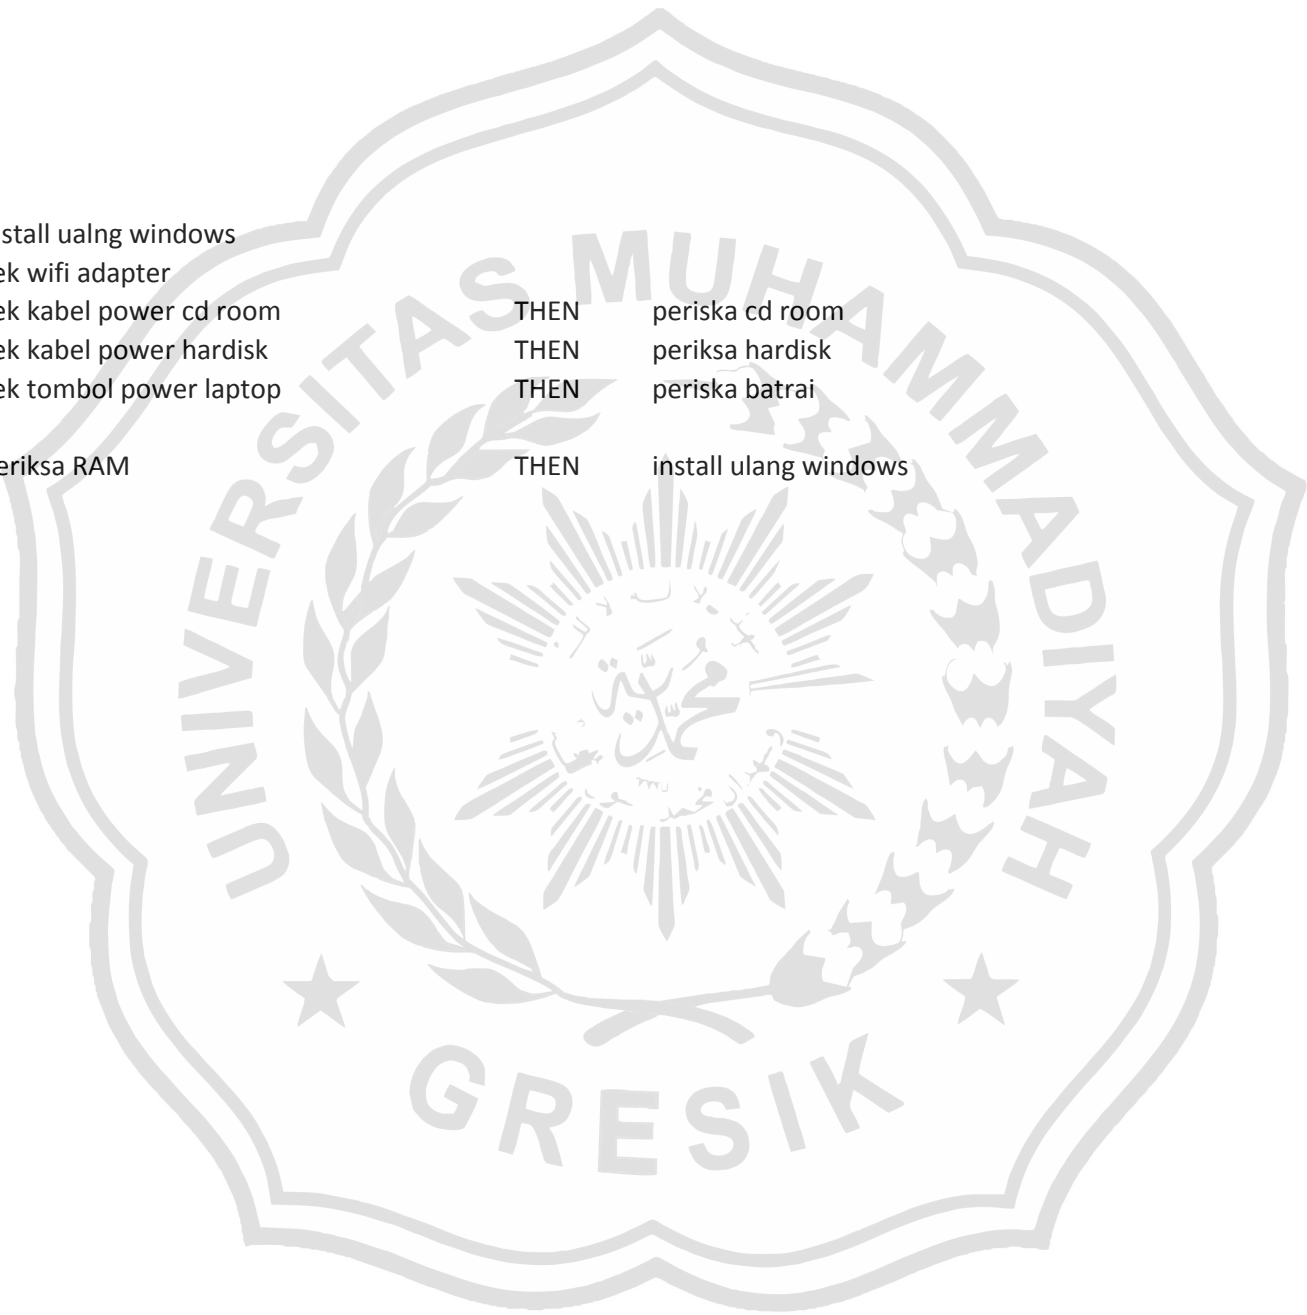 stall ualng windows
ek wifi adapter
ek kabel power cd room THEN periska cd room
ek kabel power hardisk THEN periksa hardisk
ek tombol power laptop THEN periska batrai
eriksa RAM THEN install ulang windows
UNIVERSITAS MUHAMMADIYAH
GRESIK